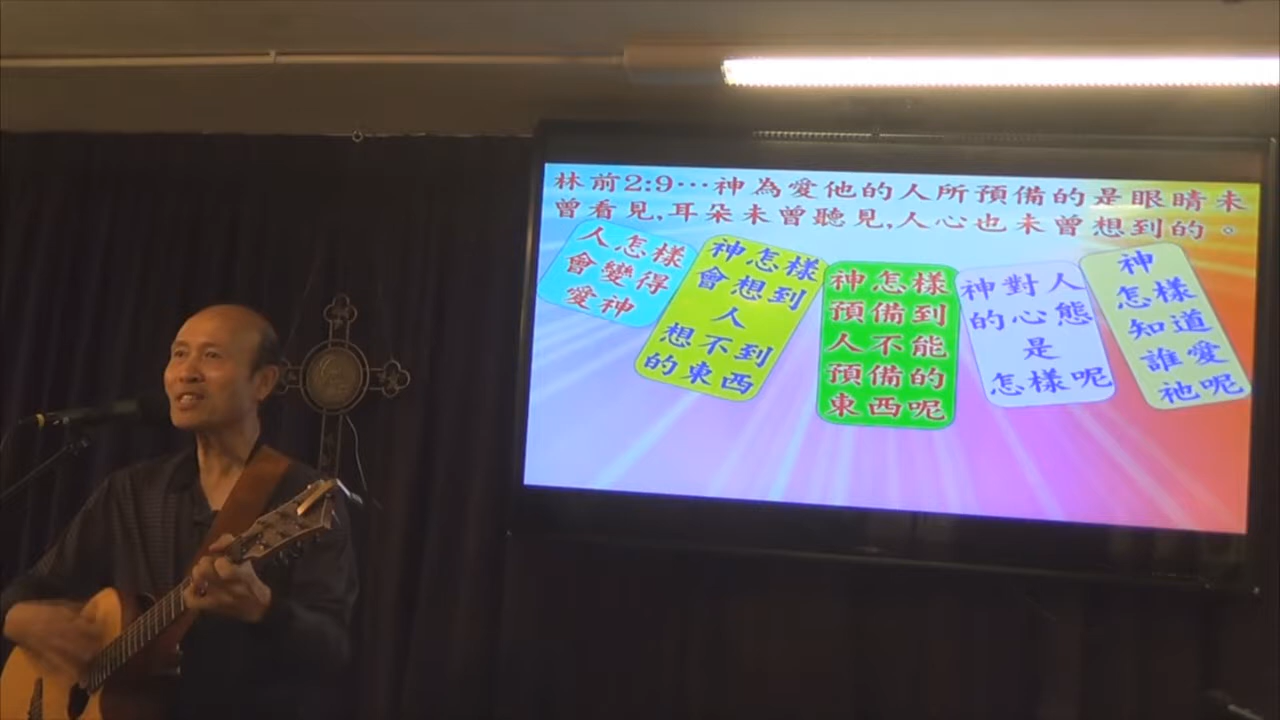 林前2:9…神為愛他的人所預備的是眼睛未
曾看見,耳朵未曾聽見,人心也未曾想到的。
人怎樣
會變得
愛神
神怎樣
會想到
人
想不到
的東西
神怎樣
預備到
人不能
預備的
東西呢
神對人
的心態
是
怎樣呢
神
怎樣
知道
誰愛
祂呢